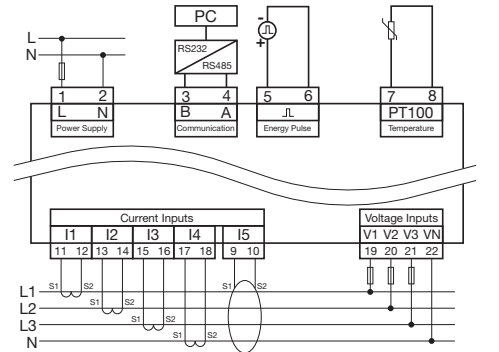 PC
RS232
RS485
L
N
- +
1 2 3 4 5 6 7 8
L N B A PT100
Power Supply Communication Energy Pulse Temperature
Current Inputs Voltage Inputs
I1 I2 I3 I4 I5 V1 V2 V3 VN
11 12 13 14 15 16 17 18 9 10 19 20 21 22
L1 S1 S2 S1 S2
L2 S1 S2
L3 S1 S2
N S1 S2